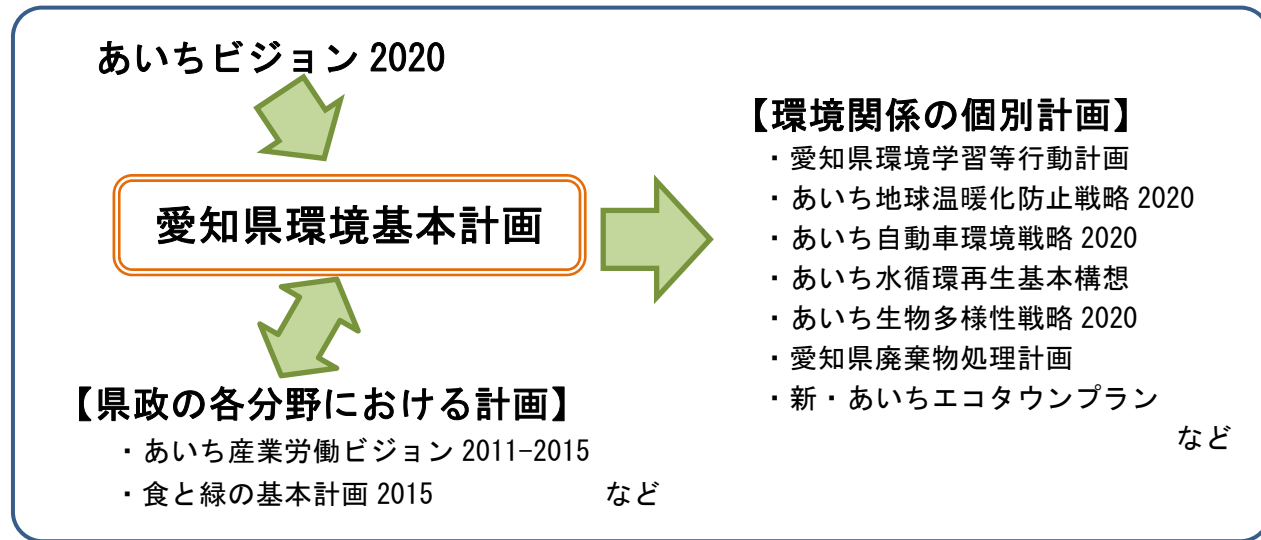 あいちビジョン 2020
愛知県環境基本計画
【県政の各分野における計画】
・あいち産業労働ビジョン 2011-2015
・食と緑の基本計画 2015 など
【環境関係の個別計画】
・愛知県環境学習等行動計画
・あいち地球温暖化防止戦略 2020
・あいち自動車環境戦略 2020
・あいち水循環再生基本構想
・あいち生物多様性戦略 2020
・愛知県廃棄物処理計画
・新・あいちエコタウンプラン
など